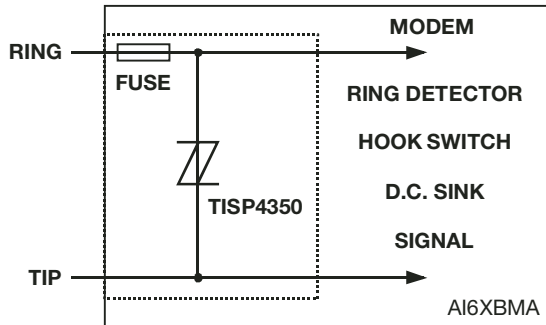 MODEM
RING
FUSE
RING DETECTOR
HOOK SWITCH
TISP4350
D.C. SINK
SIGNAL
TIP
AI6XBMA